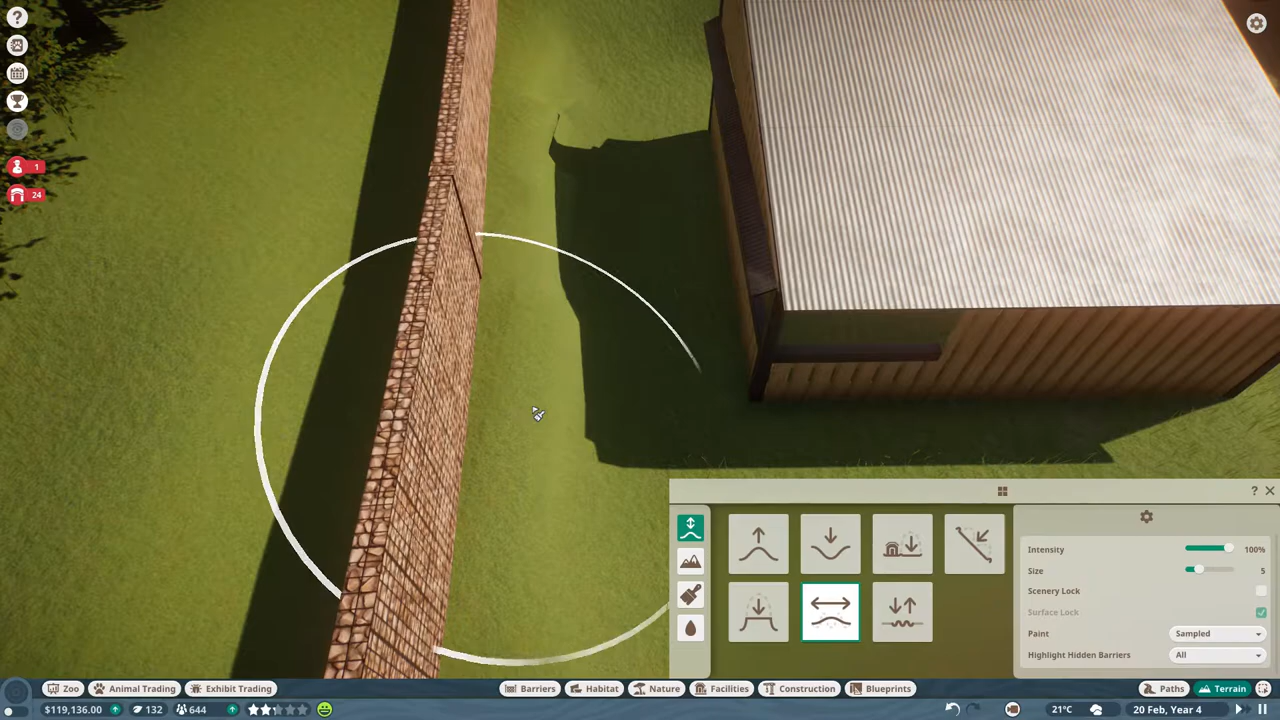 ?
1
24
? ×
Intensity 100%
Size 5
Scenery Lock
Surface Lock
Paint Sampled
Highlight Hidden Barriers All
Zoo Animal Trading Exhibit Trading Barriers Habitat Nature Facilities Construction Blueprints Paths Terrain
$119,136.00 132 644 21°C 20 Feb, Year 4